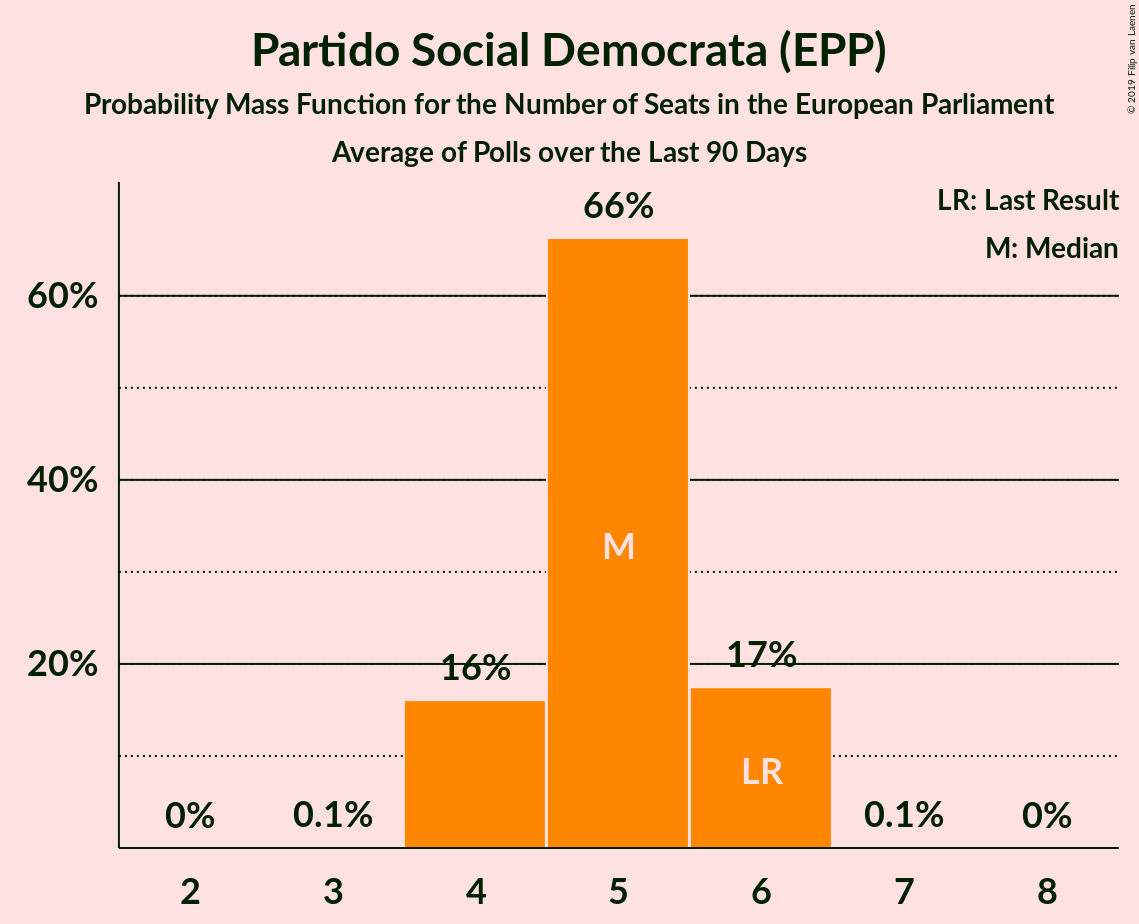 Partido Social Democrata (EPP)
Probability Mass Function for the Number of Seats in the European Parliament
Average of Polls over the Last 90 Days
© 2019 Filip van Laenen
LR: Last Result
M: Median
66%
60%
40%
M
20%
16%
17%
LR
0%
0.1%
0.1%
0%
2 3 4 5 6 7 8